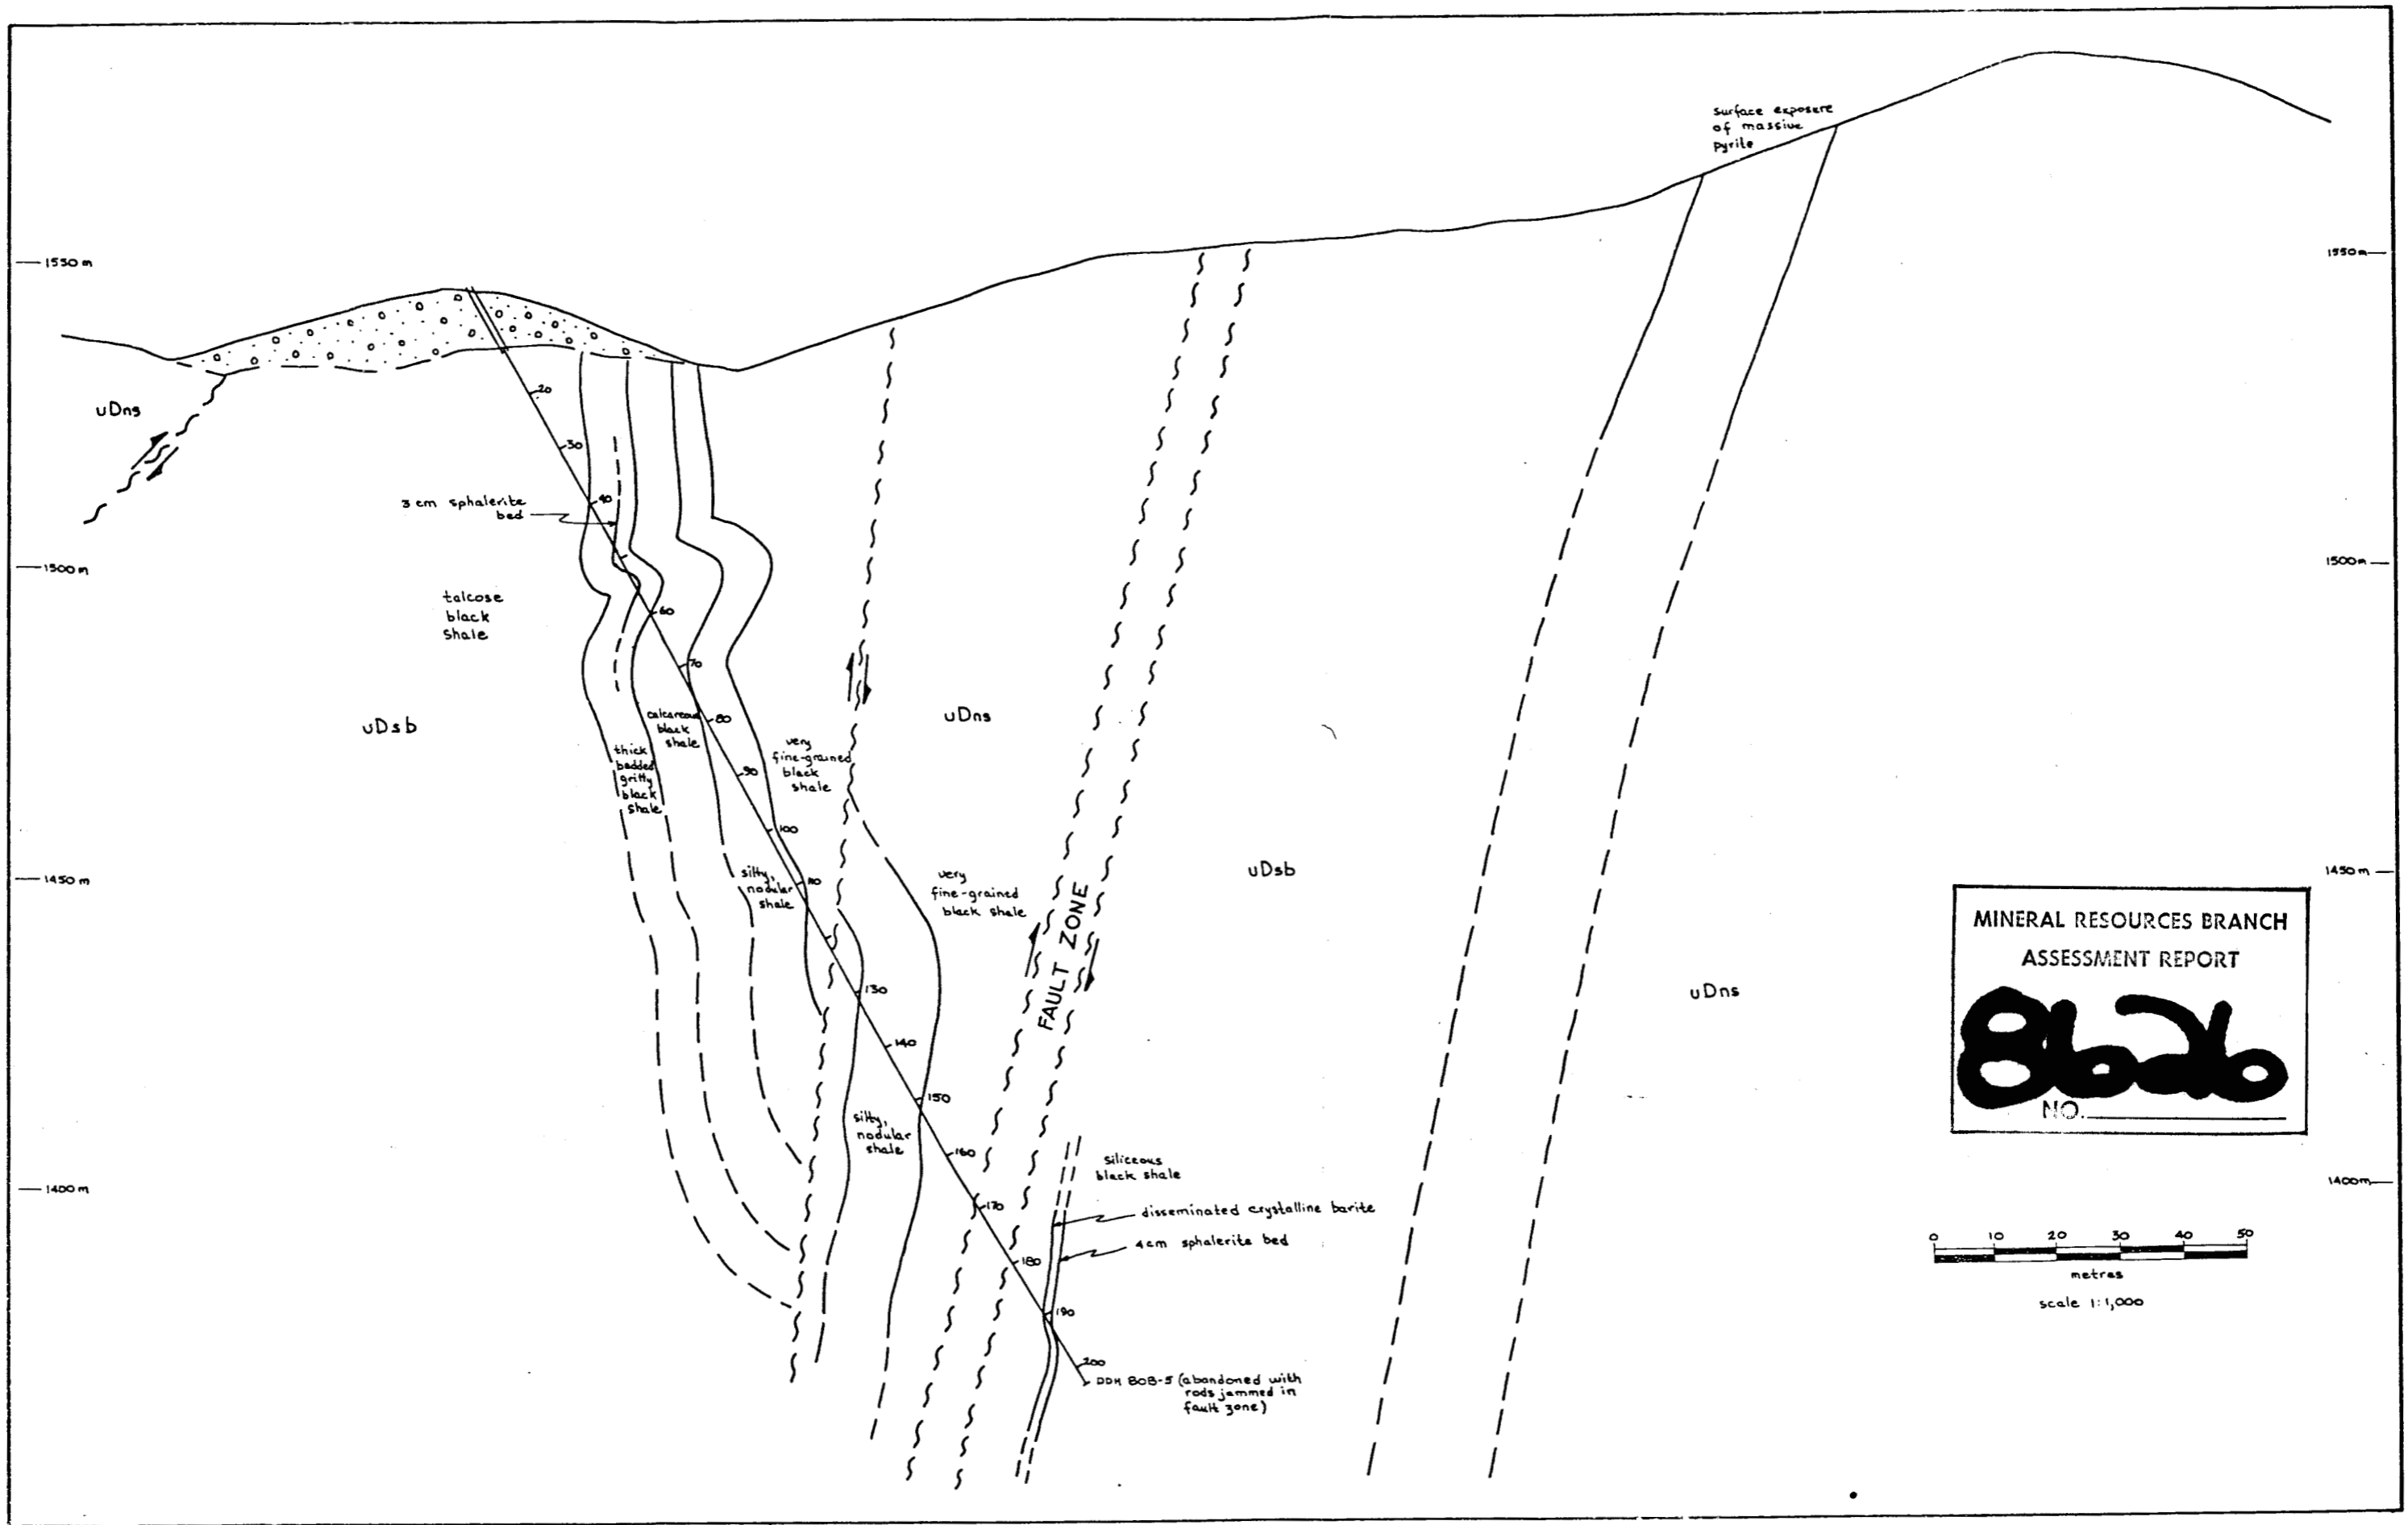 surface exposure
of massive
pyrite
1550 m
1550 m
uDns
20
30
40
3 cm sphalerite
bed
1500 m
1500 m
talcose
black
shale
60
70
uDsb
calcareous
black
shale
80
uDns
thick
bedded
gritty
black
shale
very
fine-grained
black
shale
90
100
1450 m
1450 m
silty,
nodular
shale
110
very
fine-grained
black shale
FAULT ZONE
uDsb
uDns
130
140
150
silty,
nodular
shale
160
170
180
190
200
siliceous
black shale
disseminated crystalline barite
4cm sphalerite bed
1400 m
1400 m
DDH BOB-5 (abandoned with
rods jammed in
fault zone)
MINERAL RESOURCES BRANCH
ASSESSMENT REPORT
8626
NO.
0 10 20 30 40 50
metres
scale 1:1,000